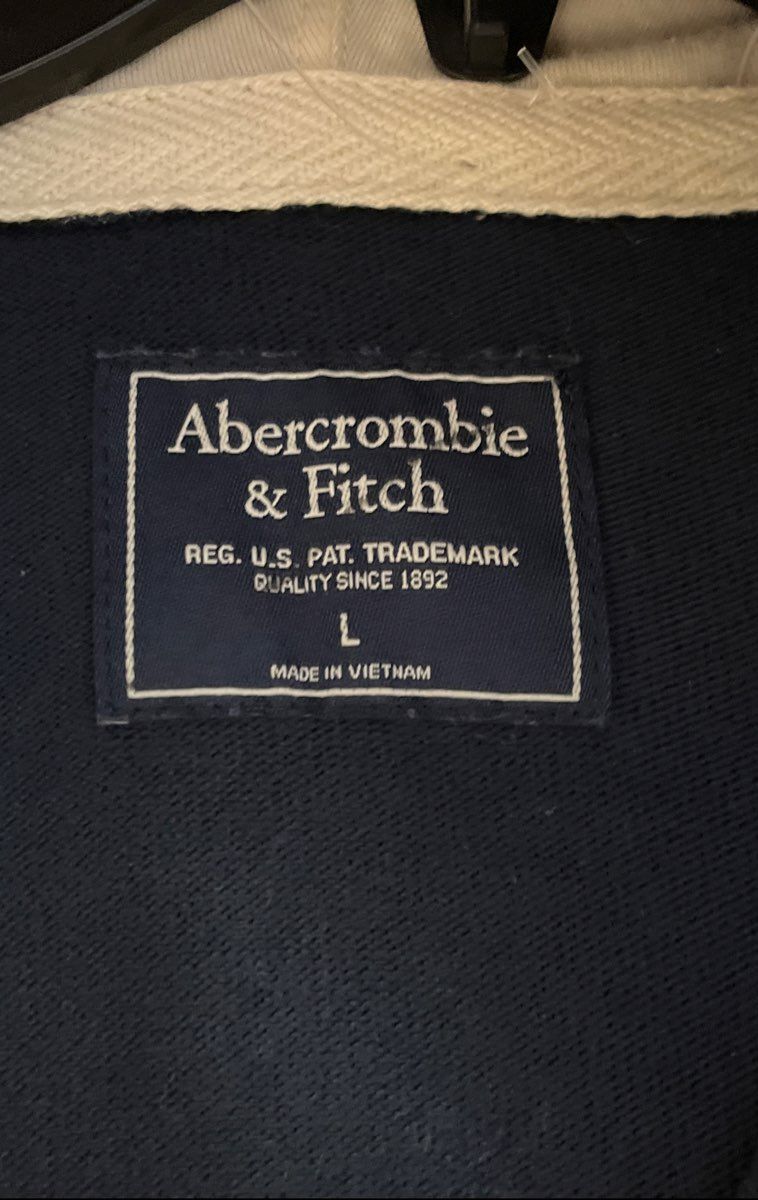 Abercrombie
& Fitch
REG. U.S. PAT. TRADEMARK
QUALITY SINCE 1892
L
MADE IN VIETNAM